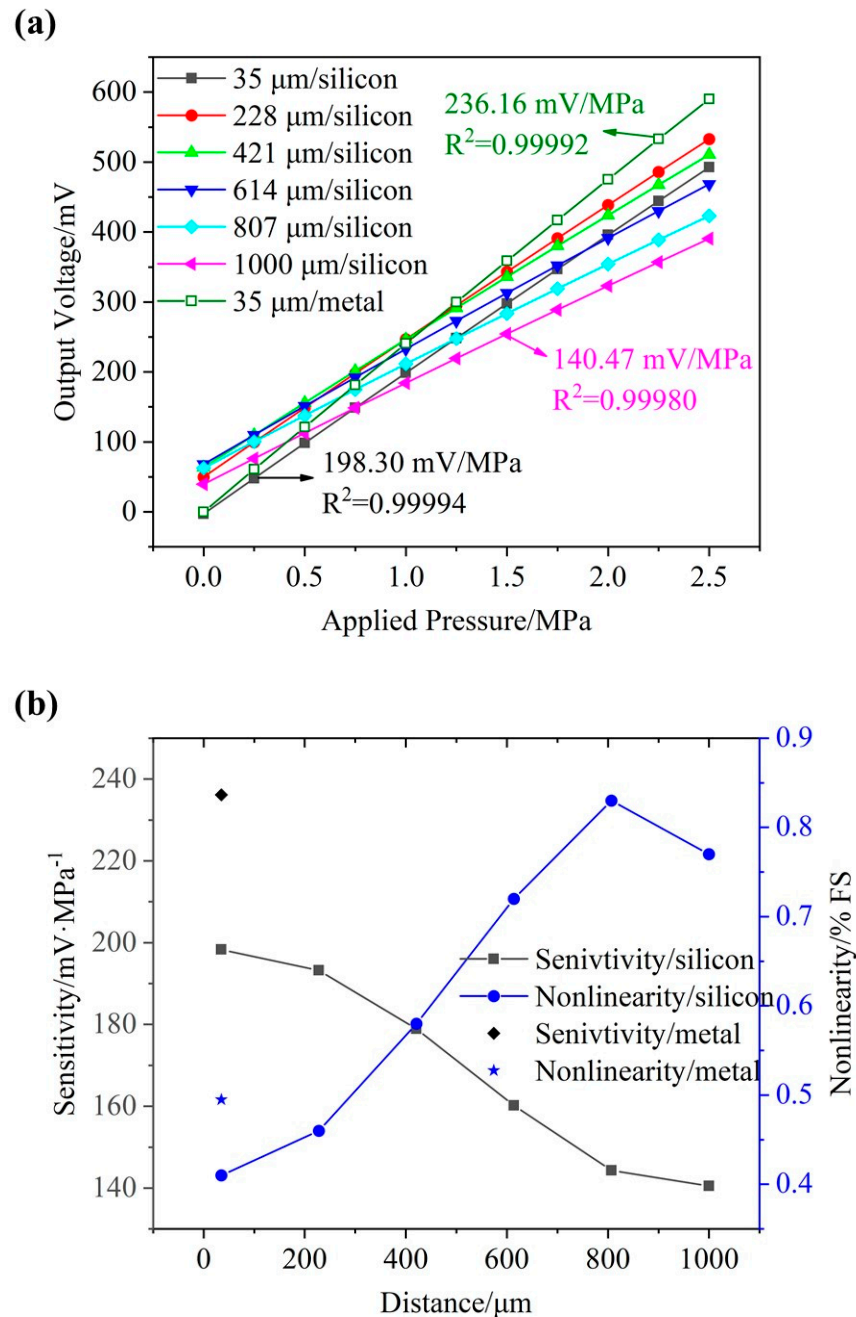 (a)
35 μm/silicon
228 μm/silicon
421 μm/silicon
614 μm/silicon
807 μm/silicon
1000 μm/silicon
35 μm/metal
236.16 mV/MPa
R²=0.99992
140.47 mV/MPa
R²=0.99980
198.30 mV/MPa
R²=0.99994
600
500
400
300
200
100
0
Output Voltage/mV
0.0 0.5 1.0 1.5 2.0 2.5
Applied Pressure/MPa
(b)
240
220
200
180
160
140
Sensitivity/mV·MPa⁻¹
Senivtivity/silicon
Nonlinearity/silicon
Senivtivity/metal
Nonlinearity/metal
0.9
0.8
0.7
0.6
0.5
0.4
Nonlinearity/% FS
0 200 400 600 800 1000
Distance/μm